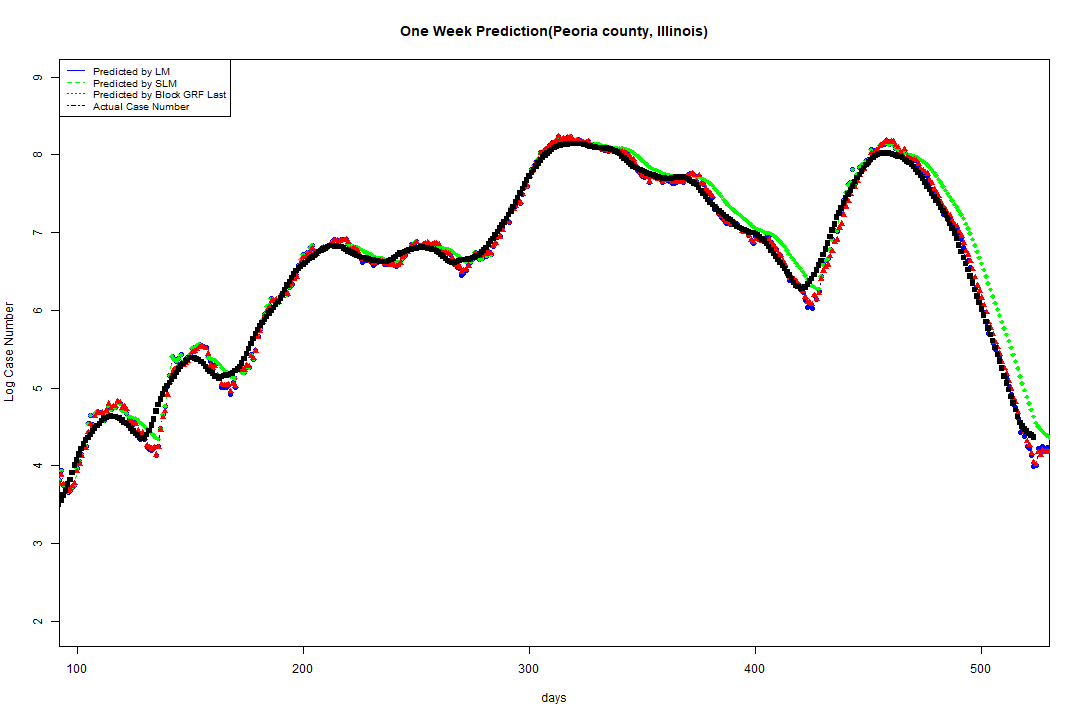 One Week Prediction(Peoria county, Illinois)
Predicted by LM
Predicted by SLM
Predicted by Block GRF Last
Actual Case Number
9
8
7
6
5
4
3
2
Log Case Number
100 200 300 400 500
days